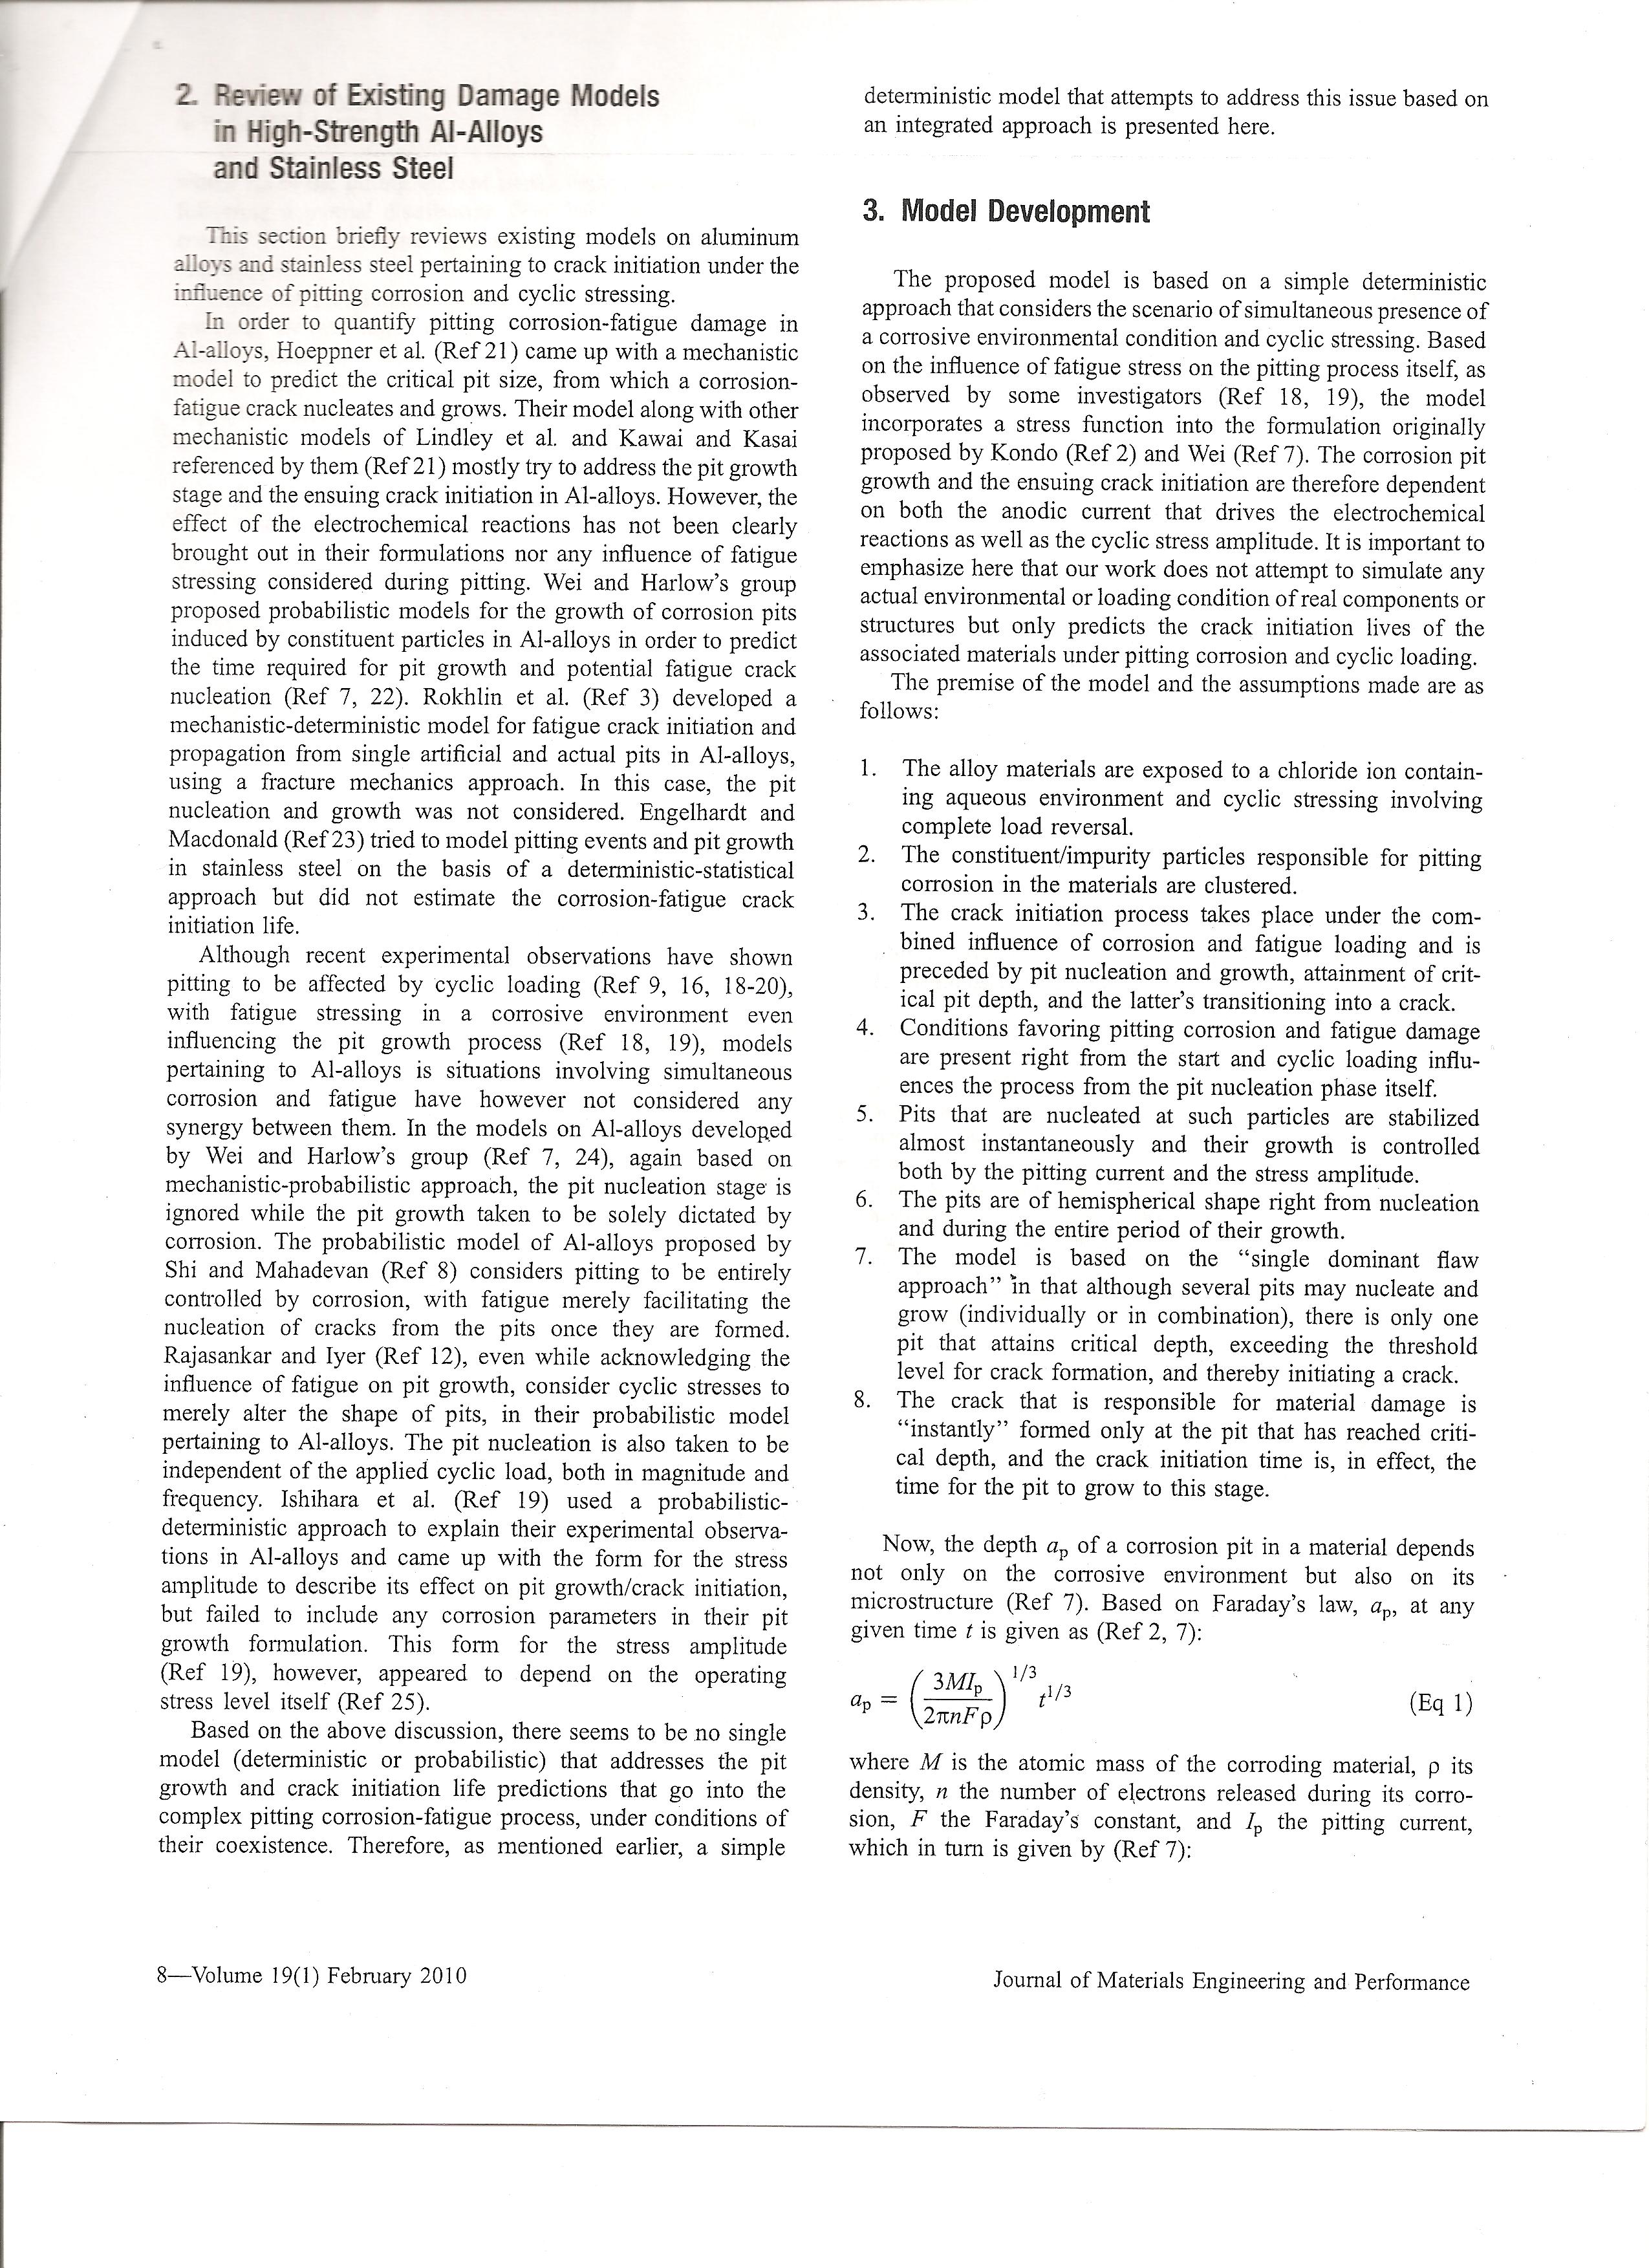 2. Review of Existing Damage Models
in High-Strength Al-Alloys
and Stainless Steel
This section briefly reviews existing models on aluminum
alloys and stainless steel pertaining to crack initiation under the
influence of pitting corrosion and cyclic stressing.
In order to quantify pitting corrosion-fatigue damage in
Al-alloys, Hoeppner et al. (Ref 21) came up with a mechanistic
model to predict the critical pit size, from which a corrosion-
fatigue crack nucleates and grows. Their model along with other
mechanistic models of Lindley et al. and Kawai and Kasai
referenced by them (Ref 21) mostly try to address the pit growth
stage and the ensuing crack initiation in Al-alloys. However, the
effect of the electrochemical reactions has not been clearly
brought out in their formulations nor any influence of fatigue
stressing considered during pitting. Wei and Harlow's group
proposed probabilistic models for the growth of corrosion pits
induced by constituent particles in Al-alloys in order to predict
the time required for pit growth and potential fatigue crack
nucleation (Ref 7, 22). Rokhlin et al. (Ref 3) developed a
mechanistic-deterministic model for fatigue crack initiation and
propagation from single artificial and actual pits in Al-alloys,
using a fracture mechanics approach. In this case, the pit
nucleation and growth was not considered. Engelhardt and
Macdonald (Ref 23) tried to model pitting events and pit growth
in stainless steel on the basis of a deterministic-statistical
approach but did not estimate the corrosion-fatigue crack
initiation life.
Although recent experimental observations have shown
pitting to be affected by cyclic loading (Ref 9, 16, 18-20),
with fatigue stressing in a corrosive environment even
influencing the pit growth process (Ref 18, 19), models
pertaining to Al-alloys is situations involving simultaneous
corrosion and fatigue have however not considered any
synergy between them. In the models on Al-alloys developed
by Wei and Harlow's group (Ref 7, 24), again based on
mechanistic-probabilistic approach, the pit nucleation stage is
ignored while the pit growth taken to be solely dictated by
corrosion. The probabilistic model of Al-alloys proposed by
Shi and Mahadevan (Ref 8) considers pitting to be entirely
controlled by corrosion, with fatigue merely facilitating the
nucleation of cracks from the pits once they are formed.
Rajasankar and Iyer (Ref 12), even while acknowledging the
influence of fatigue on pit growth, consider cyclic stresses to
merely alter the shape of pits, in their probabilistic model
pertaining to Al-alloys. The pit nucleation is also taken to be
independent of the applied cyclic load, both in magnitude and
frequency. Ishihara et al. (Ref 19) used a probabilistic-
deterministic approach to explain their experimental observa-
tions in Al-alloys and came up with the form for the stress
amplitude to describe its effect on pit growth/crack initiation,
but failed to include any corrosion parameters in their pit
growth formulation. This form for the stress amplitude
(Ref 19), however, appeared to depend on the operating
stress level itself (Ref 25).
Based on the above discussion, there seems to be no single
model (deterministic or probabilistic) that addresses the pit
growth and crack initiation life predictions that go into the
complex pitting corrosion-fatigue process, under conditions of
their coexistence. Therefore, as mentioned earlier, a simple
deterministic model that attempts to address this issue based on
an integrated approach is presented here.
3. Model Development
The proposed model is based on a simple deterministic
approach that considers the scenario of simultaneous presence of
a corrosive environmental condition and cyclic stressing. Based
on the influence of fatigue stress on the pitting process itself, as
observed by some investigators (Ref 18, 19), the model
incorporates a stress function into the formulation originally
proposed by Kondo (Ref 2) and Wei (Ref 7). The corrosion pit
growth and the ensuing crack initiation are therefore dependent
on both the anodic current that drives the electrochemical
reactions as well as the cyclic stress amplitude. It is important to
emphasize here that our work does not attempt to simulate any
actual environmental or loading condition of real components or
structures but only predicts the crack initiation lives of the
associated materials under pitting corrosion and cyclic loading.
The premise of the model and the assumptions made are as
follows:
1. The alloy materials are exposed to a chloride ion contain-
ing aqueous environment and cyclic stressing involving
complete load reversal.
2. The constituent/impurity particles responsible for pitting
corrosion in the materials are clustered.
3. The crack initiation process takes place under the com-
bined influence of corrosion and fatigue loading and is
preceded by pit nucleation and growth, attainment of crit-
ical pit depth, and the latter's transitioning into a crack.
4. Conditions favoring pitting corrosion and fatigue damage
are present right from the start and cyclic loading influ-
ences the process from the pit nucleation phase itself.
5. Pits that are nucleated at such particles are stabilized
almost instantaneously and their growth is controlled
both by the pitting current and the stress amplitude.
6. The pits are of hemispherical shape right from nucleation
and during the entire period of their growth.
7. The model is based on the "single dominant flaw
approach" in that although several pits may nucleate and
grow (individually or in combination), there is only one
pit that attains critical depth, exceeding the threshold
level for crack formation, and thereby initiating a crack.
8. The crack that is responsible for material damage is
"instantly" formed only at the pit that has reached criti-
cal depth, and the crack initiation time is, in effect, the
time for the pit to grow to this stage.
Now, the depth aₚ of a corrosion pit in a material depends
not only on the corrosive environment but also on its
microstructure (Ref 7). Based on Faraday's law, aₚ, at any
given time t is given as (Ref 2, 7):
aₚ = (3MIₚ / 2πnFρ)^1/3 t^1/3 (Eq 1)
where M is the atomic mass of the corroding material, ρ its
density, n the number of electrons released during its corro-
sion, F the Faraday's constant, and Iₚ the pitting current,
which in turn is given by (Ref 7):
8—Volume 19(1) February 2010
Journal of Materials Engineering and Performance